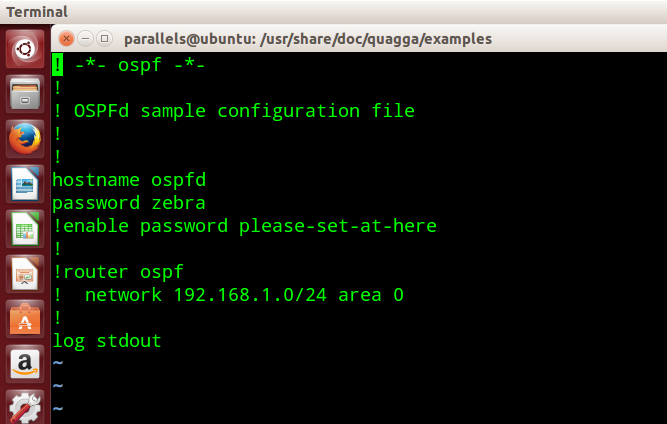 Terminal
parallels@ubuntu: /usr/share/doc/quagga/examples
! -*- ospf -*-
!
! OSPFd sample configuration file
!
!
hostname ospfd
password zebra
!enable password please-set-at-here
!
!router ospf
!  network 192.168.1.0/24 area 0
!
log stdout
~
~
~